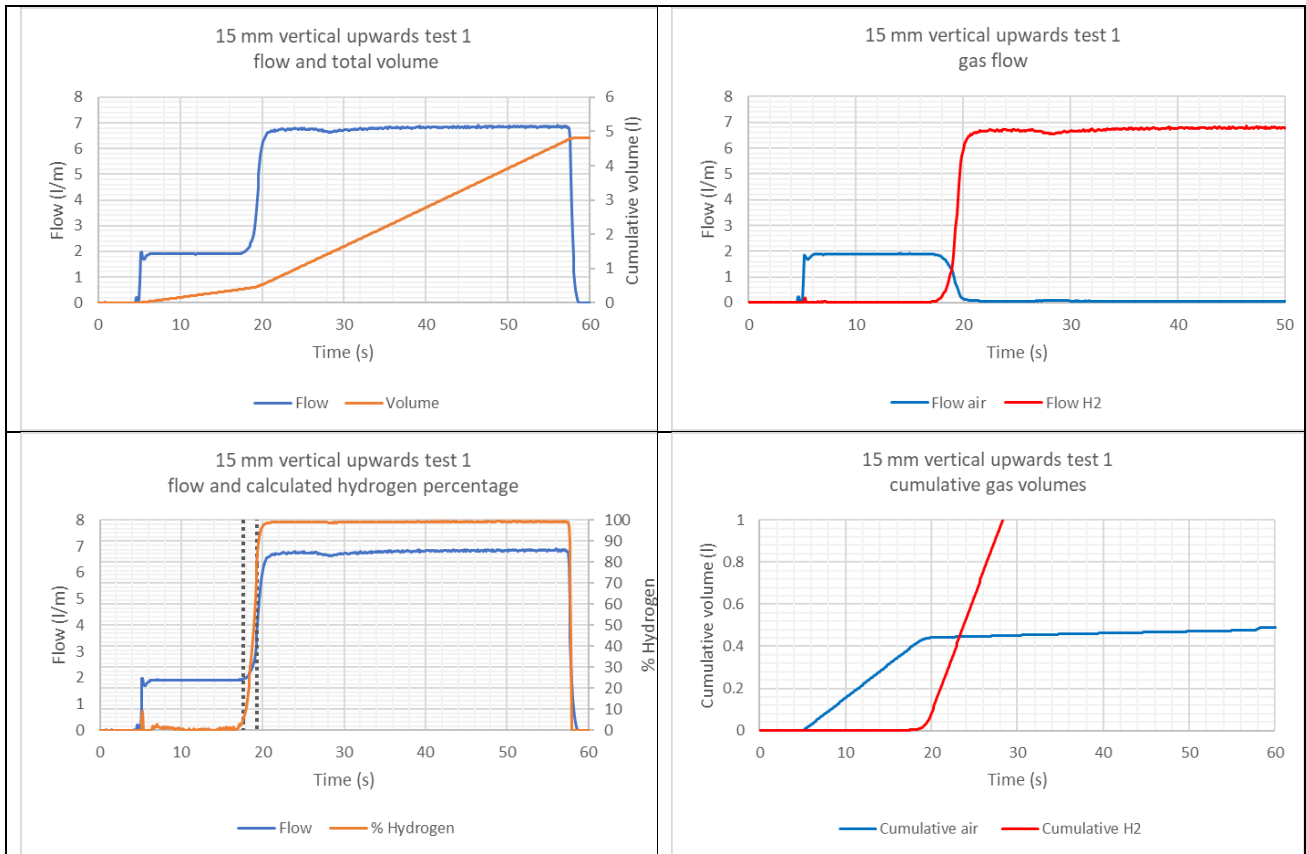 15 mm vertical upwards test 1
flow and total volume
8
7
6
5
4
3
2
1
0
Flow (l/m)
6
5
4
3
2
1
0
Cumulative volume (l)
0 10 20 30 40 50 60
Time (s)
Flow Volume
15 mm vertical upwards test 1
gas flow
8
7
6
5
4
3
2
1
0
Flow (l/m)
0 10 20 30 40 50
Time (s)
Flow air Flow H2
15 mm vertical upwards test 1
flow and calculated hydrogen percentage
8
7
6
5
4
3
2
1
0
Flow (l/m)
100
90
80
70
60
50
40
30
20
10
0
% Hydrogen
0 10 20 30 40 50 60
Time (s)
Flow % Hydrogen
15 mm vertical upwards test 1
cumulative gas volumes
1
0.8
0.6
0.4
0.2
0
Cumulative volume (l)
0 10 20 30 40 50 60
Time (s)
Cumulative air Cumulative H2